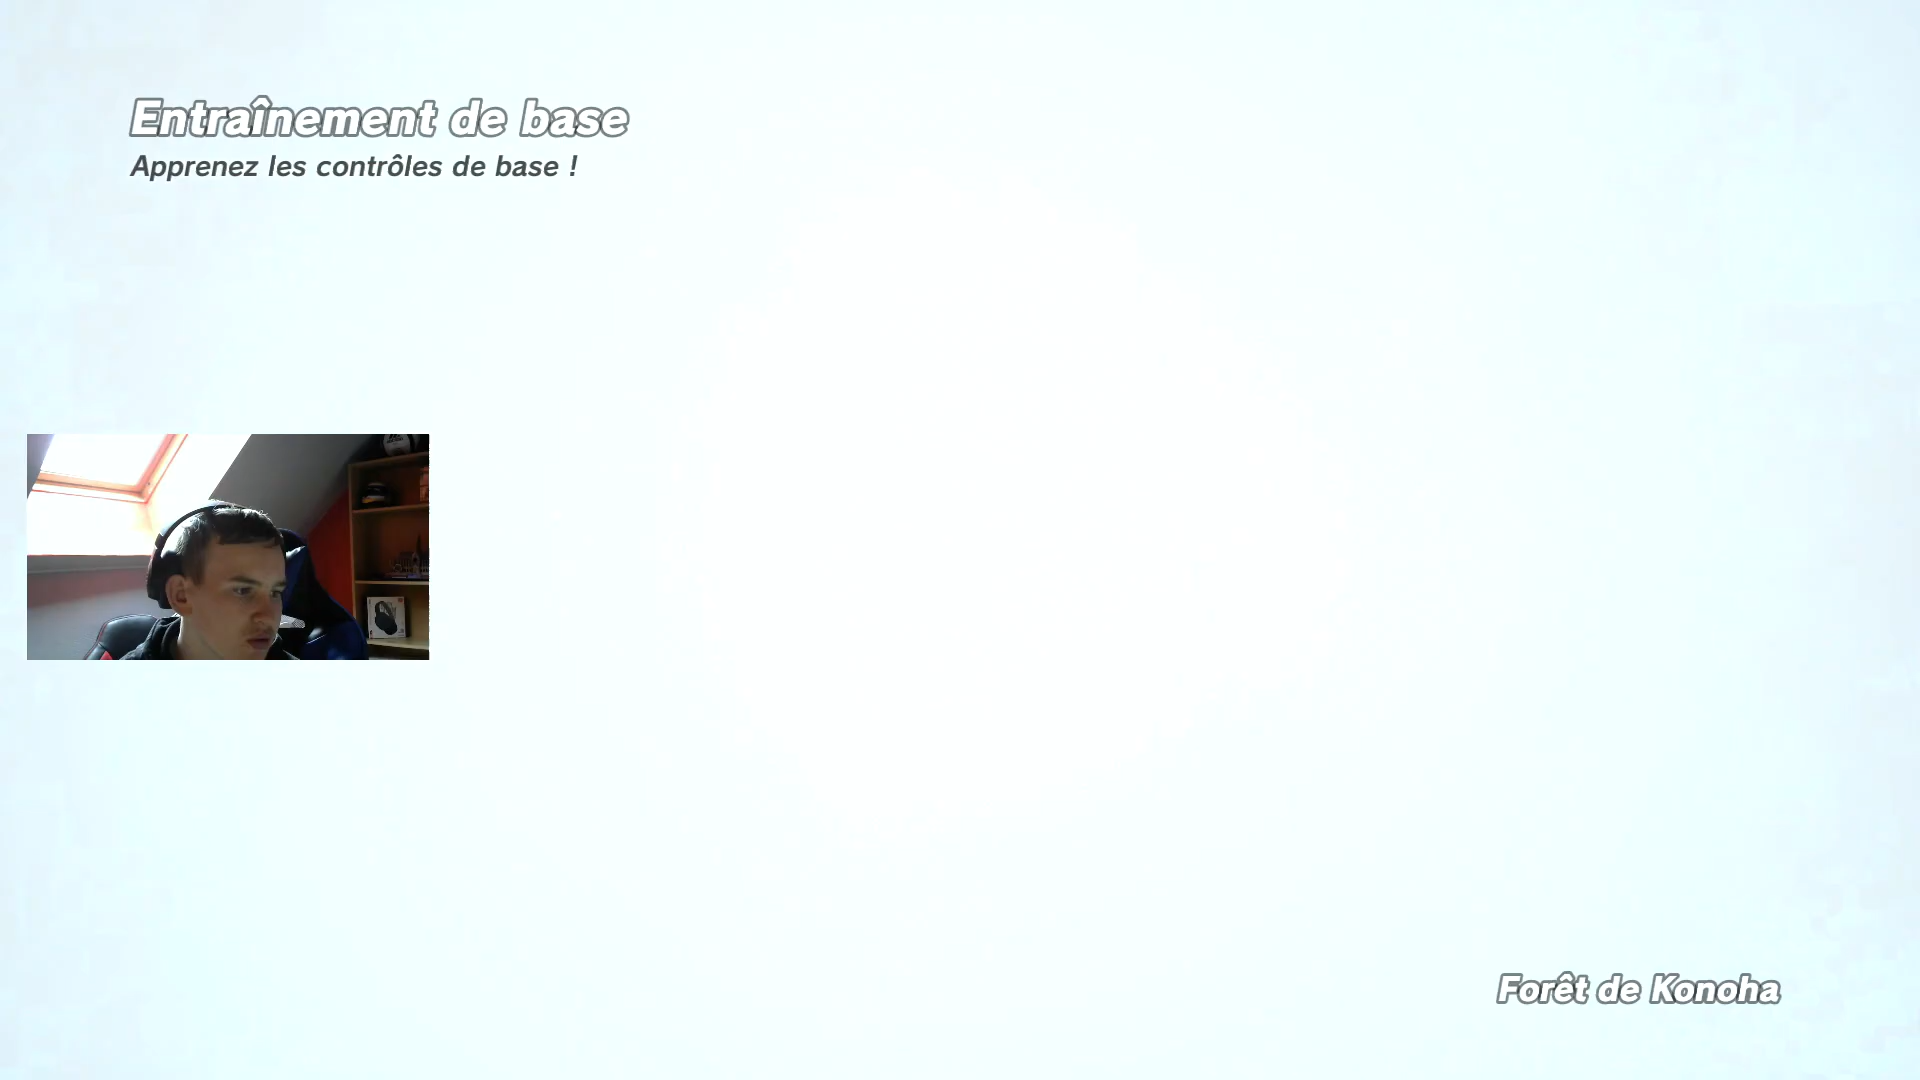 Entraînement de base
Apprenez les contrôles de base !
Forêt de Konoha